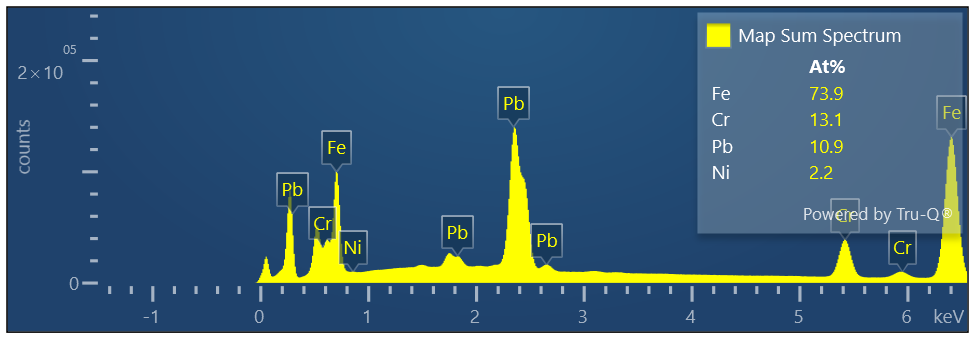 Map Sum Spectrum
At%
Fe 73.9
Cr 13.1
Pb 10.9
Ni 2.2
Powered by Tru-Q®
2×10 05
counts
0
Pb
Cr
Fe
Ni
Pb
Pb
Pb
Cr
Cr
Fe
-1 0 1 2 3 4 5 6 keV